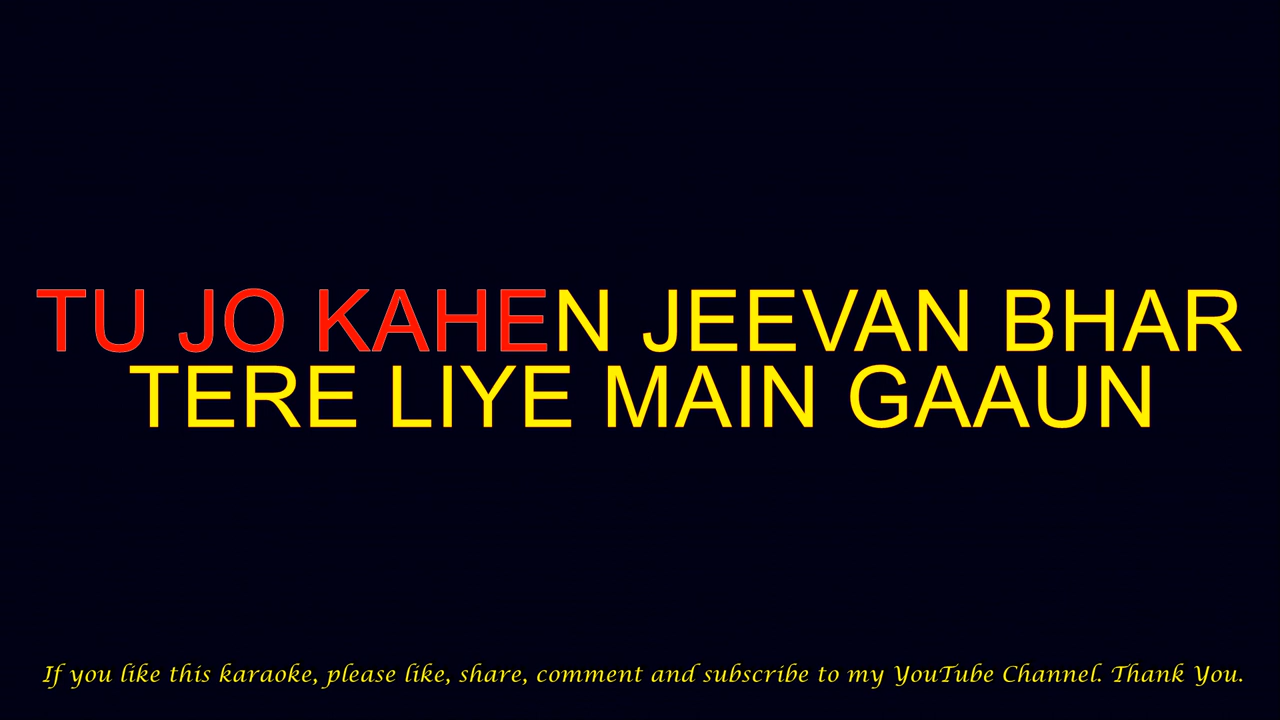 TU JO KAHEN JEEVAN BHAR
TERE LIYE MAIN GAAUN
If you like this karaoke, please like, share, comment and subscribe to my YouTube Channel. Thank You.